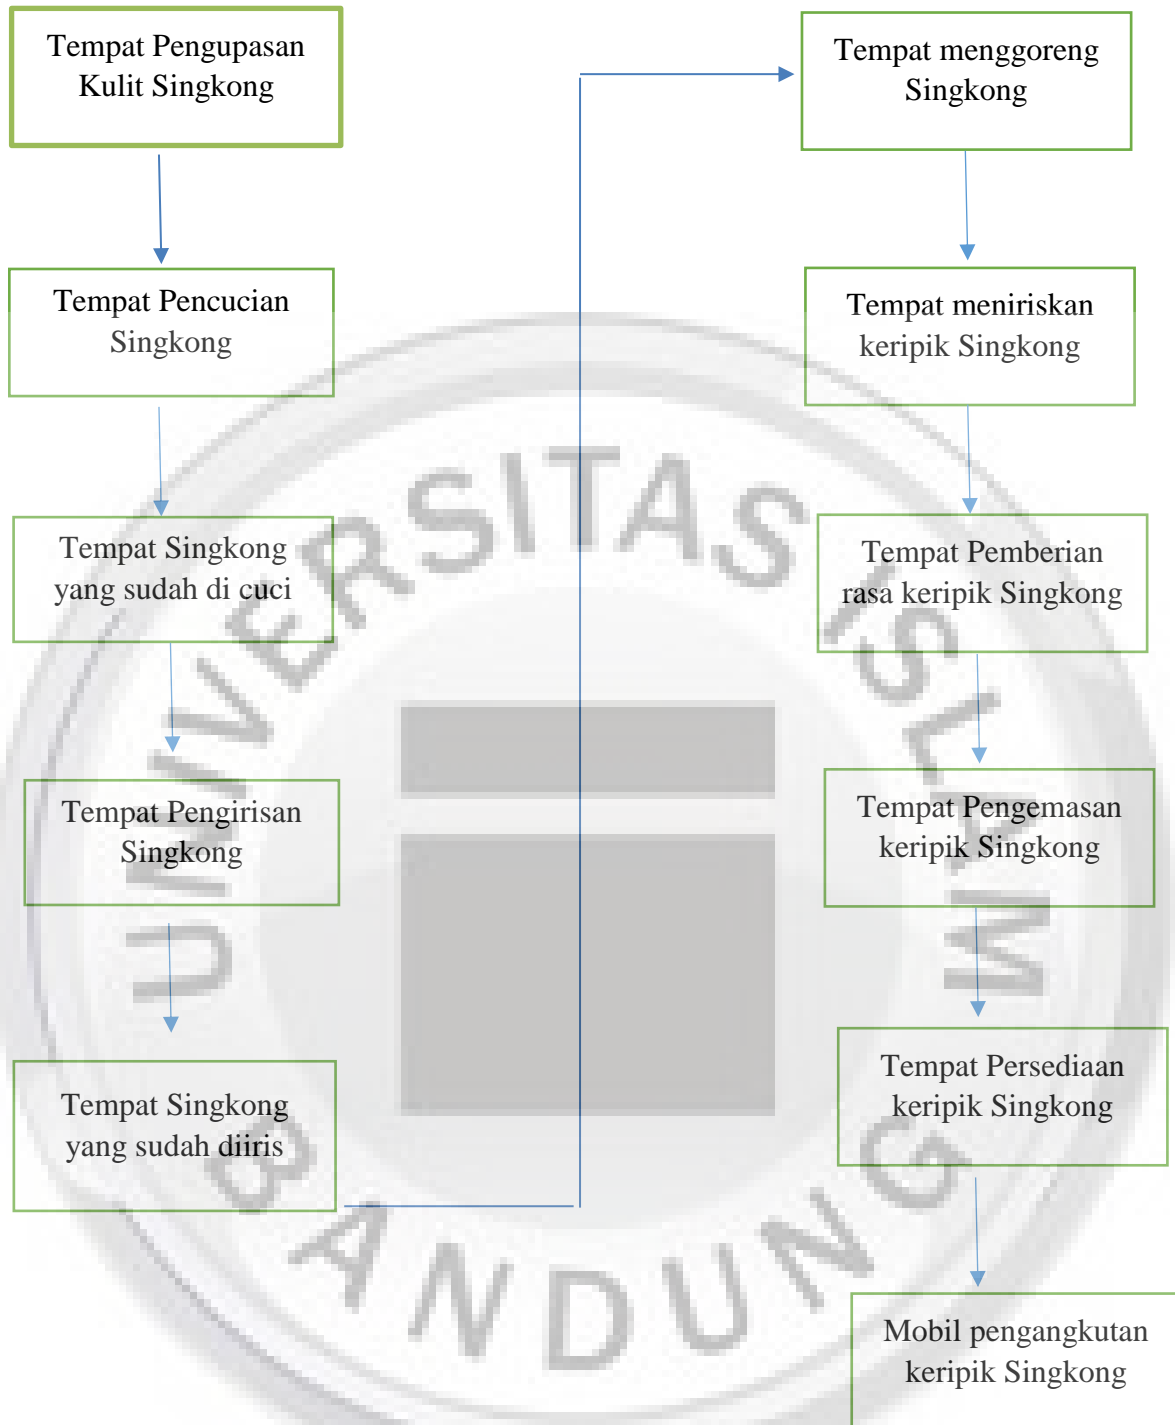 Tempat Pengupasan
Kulit Singkong
Tempat Pencucian
Singkong
Tempat Singkong
yang sudah di cuci
Tempat Pengirisan
Singkong
Tempat Singkong
yang sudah diiris
Tempat menggoreng
Singkong
Tempat meniriskan
keripik Singkong
Tempat Pemberian
rasa keripik Singkong
Tempat Pengemasan
keripik Singkong
Tempat Persediaan
keripik Singkong
Mobil pengangkutan
keripik Singkong
UNIVERSITAS ISLAM
BANDUNG